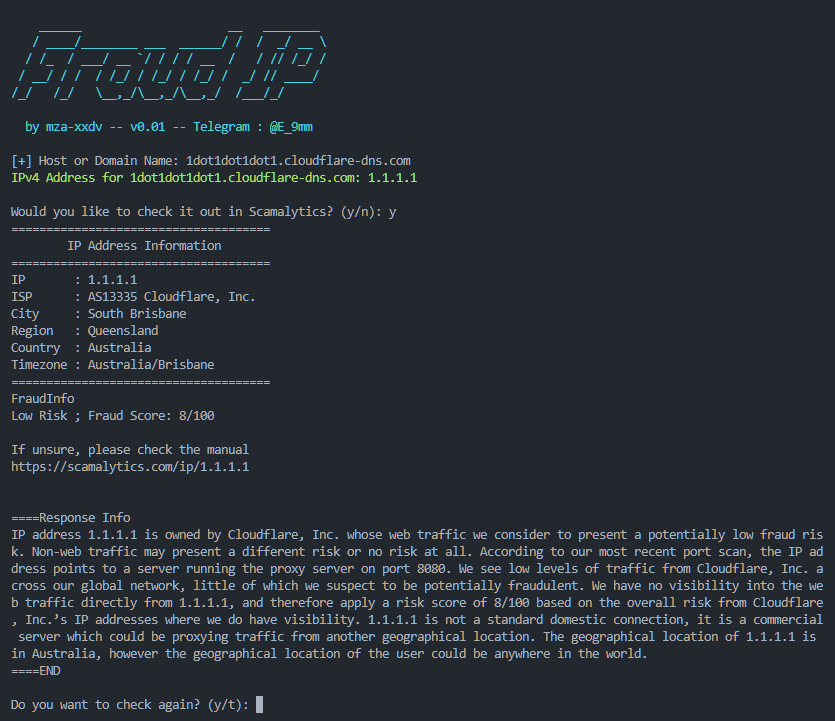 Fraud IP
by mza-xxdv -- v0.01 -- Telegram : @E_9mm
[+] Host or Domain Name: 1dot1dot1dot1.cloudflare-dns.com
IPv4 Address for 1dot1dot1dot1.cloudflare-dns.com: 1.1.1.1
Would you like to check it out in Scamalytics? (y/n): y
=====================================
IP Address Information
=====================================
IP       : 1.1.1.1
ISP      : AS13335 Cloudflare, Inc.
City     : South Brisbane
Region   : Queensland
Country  : Australia
Timezone : Australia/Brisbane
=====================================
FraudInfo
Low Risk ; Fraud Score: 8/100
If unsure, please check the manual
https://scamalytics.com/ip/1.1.1.1
====Response Info
IP address 1.1.1.1 is owned by Cloudflare, Inc. whose web traffic we consider to present a potentially low fraud ris
k. Non-web traffic may present a different risk or no risk at all. According to our most recent port scan, the IP ad
dress points to a server running the proxy server on port 8080. We see low levels of traffic from Cloudflare, Inc. a
cross our global network, little of which we suspect to be potentially fraudulent. We have no visibility into the we
b traffic directly from 1.1.1.1, and therefore apply a risk score of 8/100 based on the overall risk from Cloudflare
, Inc.’s IP addresses where we do have visibility. 1.1.1.1 is not a standard domestic connection, it is a commercial
server which could be proxying traffic from another geographical location. The geographical location of 1.1.1.1 is
in Australia, however the geographical location of the user could be anywhere in the world.
====END
Do you want to check again? (y/t):